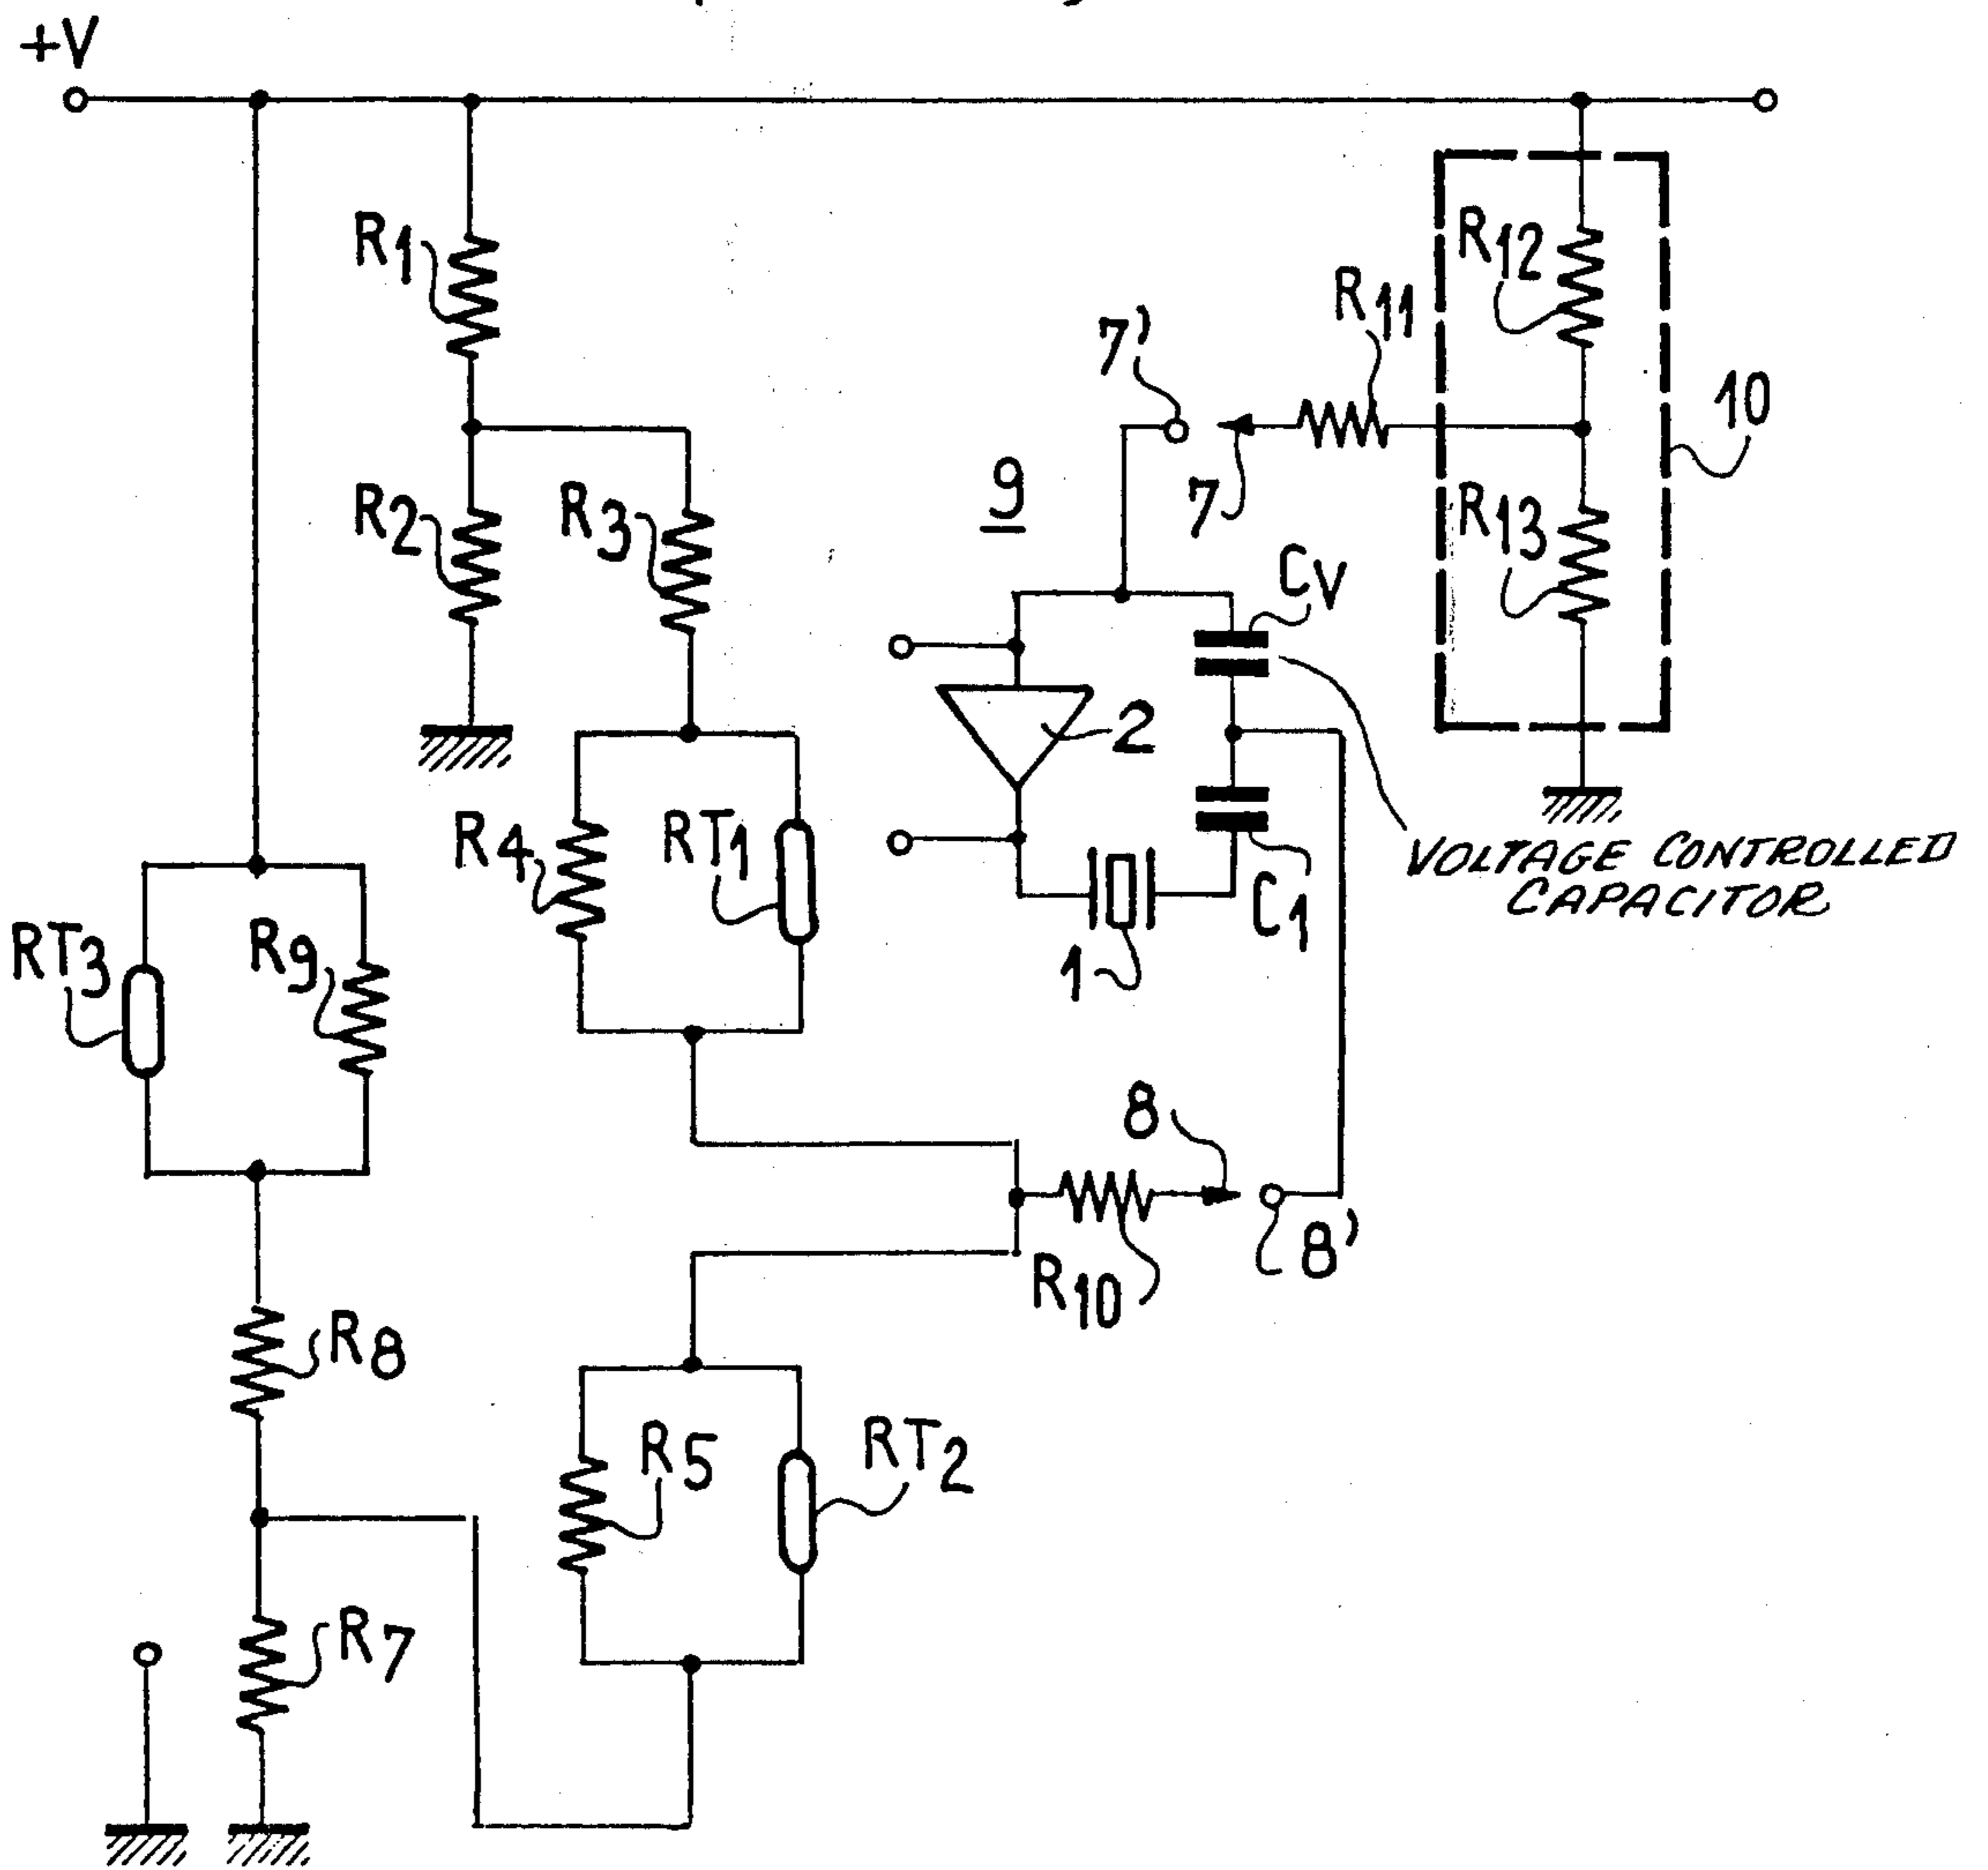 +V
R1
R12
R11
7'
10
R2
R3
9
7
R13
CV
2
R4
RT1
VOLTAGE CONTROLLED
CAPACITOR
C1
RT3
R9
1
8
8'
R10
R8
R5
RT2
R7